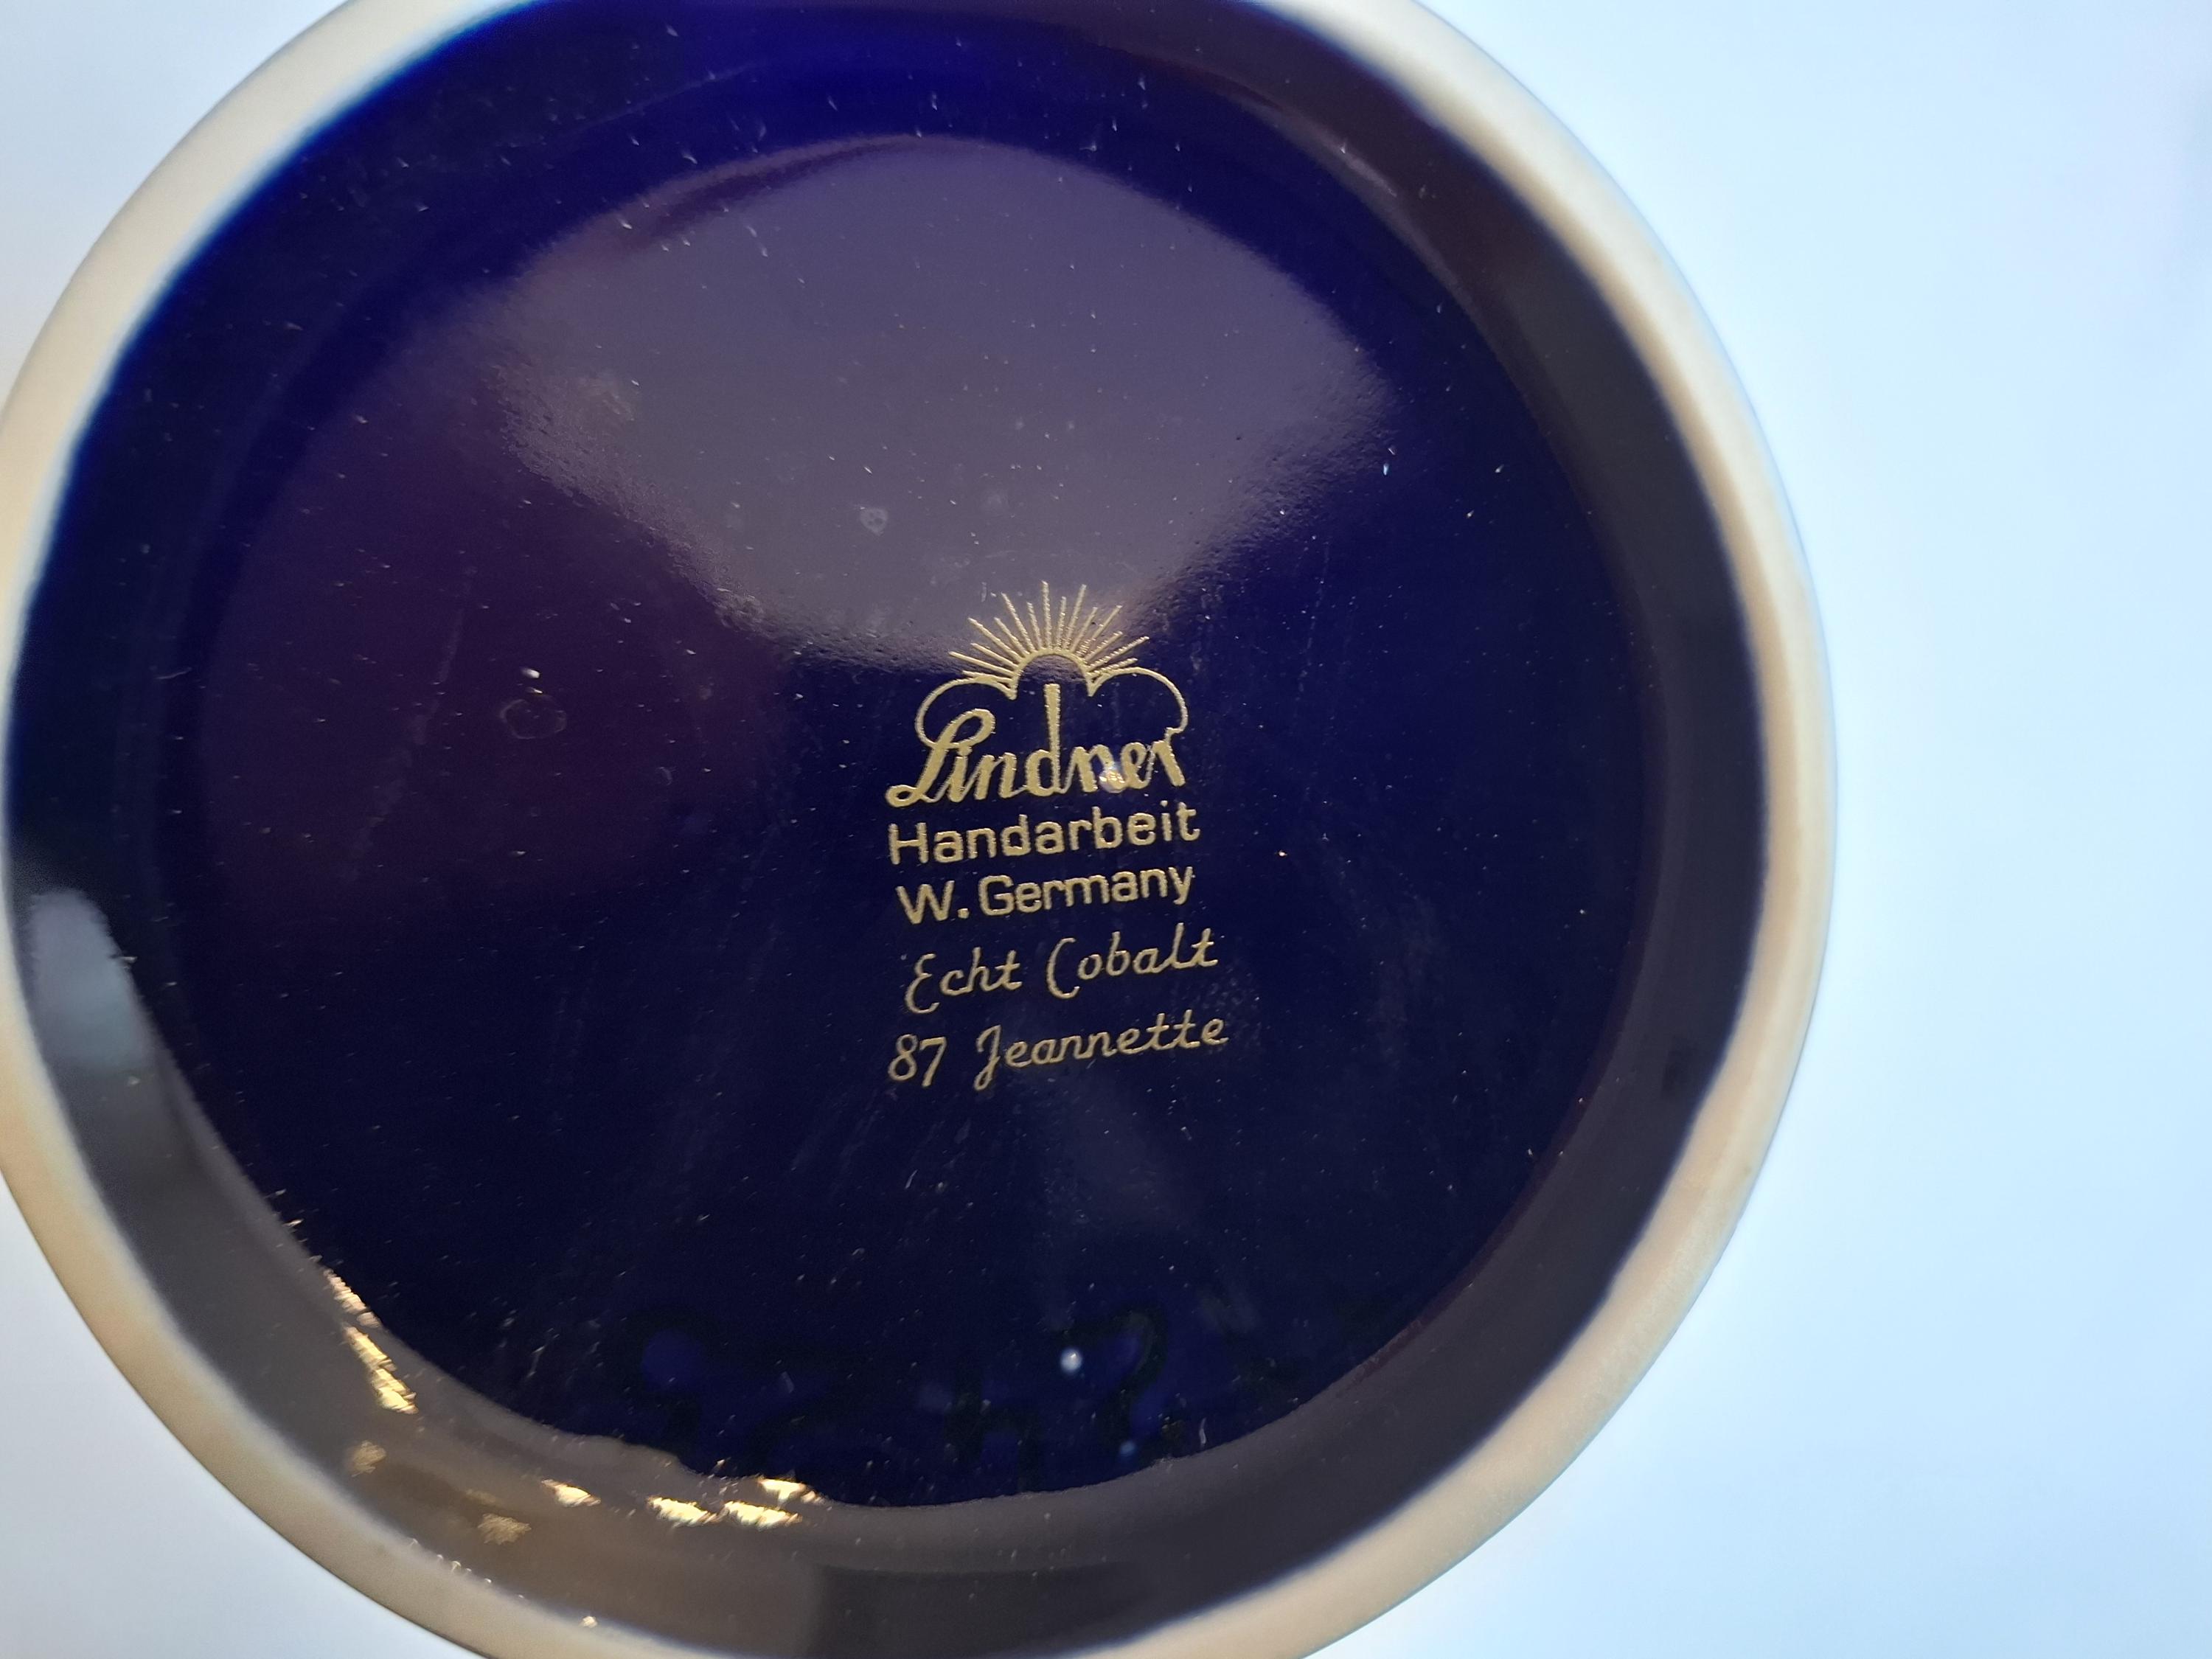 Lindner
Handarbeit
W. Germany
Echt Cobalt
87 Jeannette